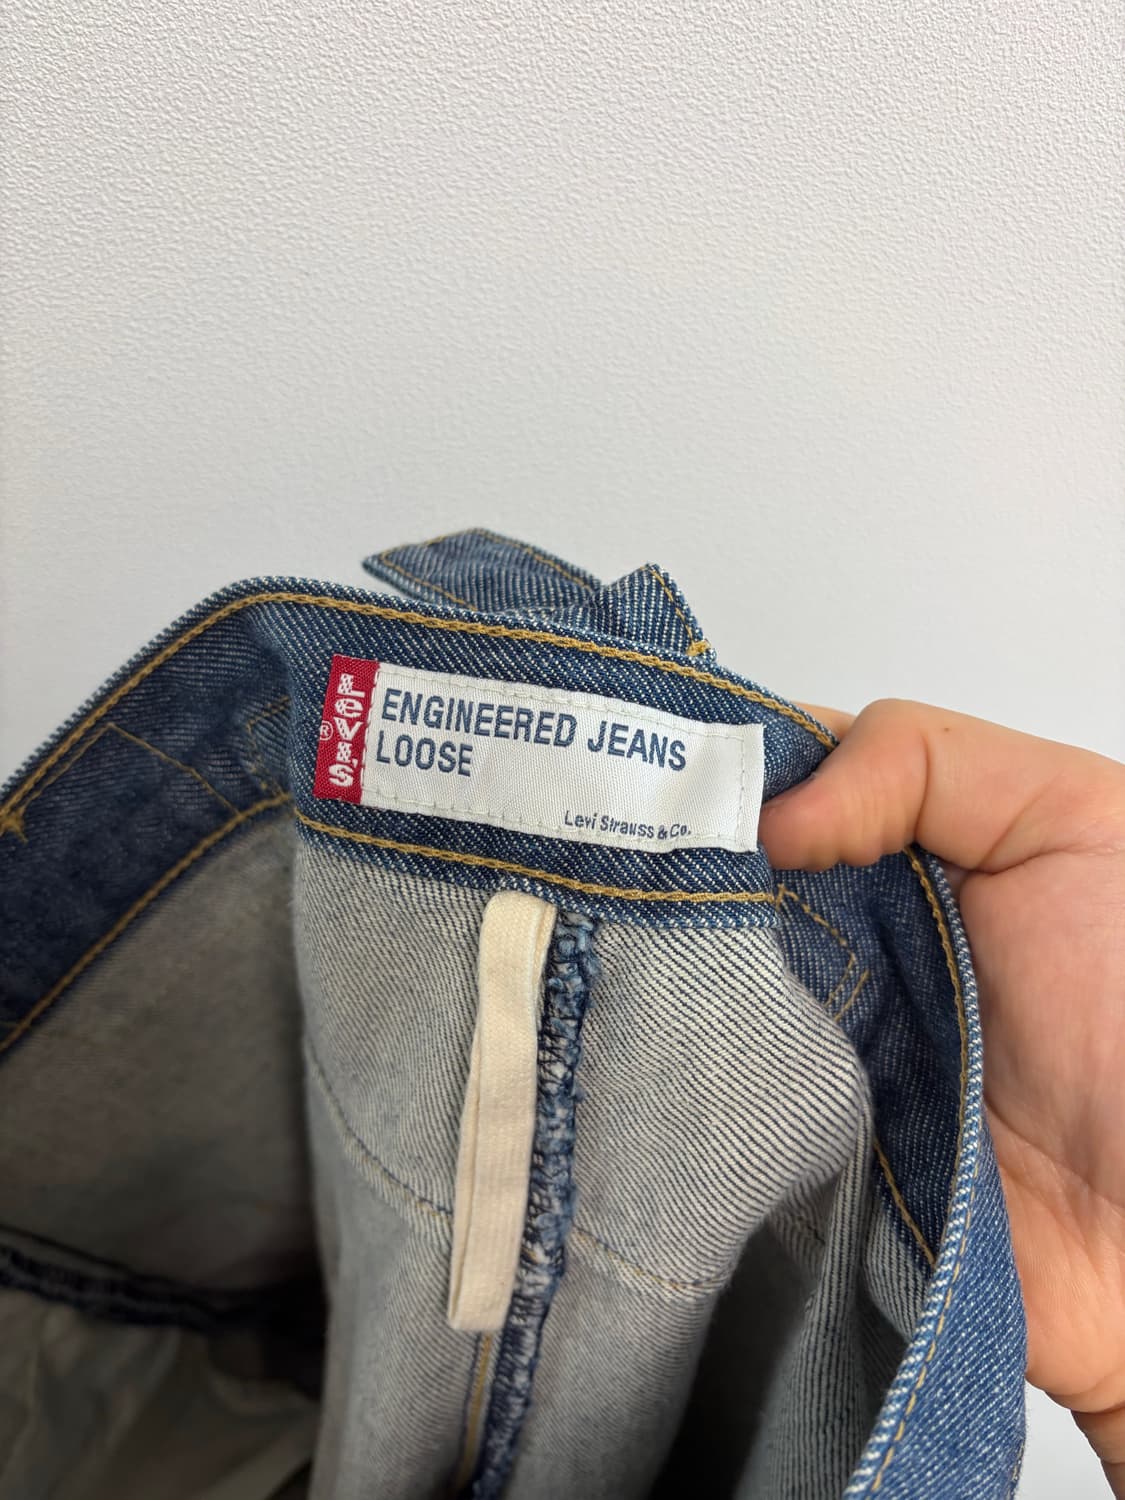 LEVI'S
®
ENGINEERED JEANS
LOOSE
Levi Strauss & Co.